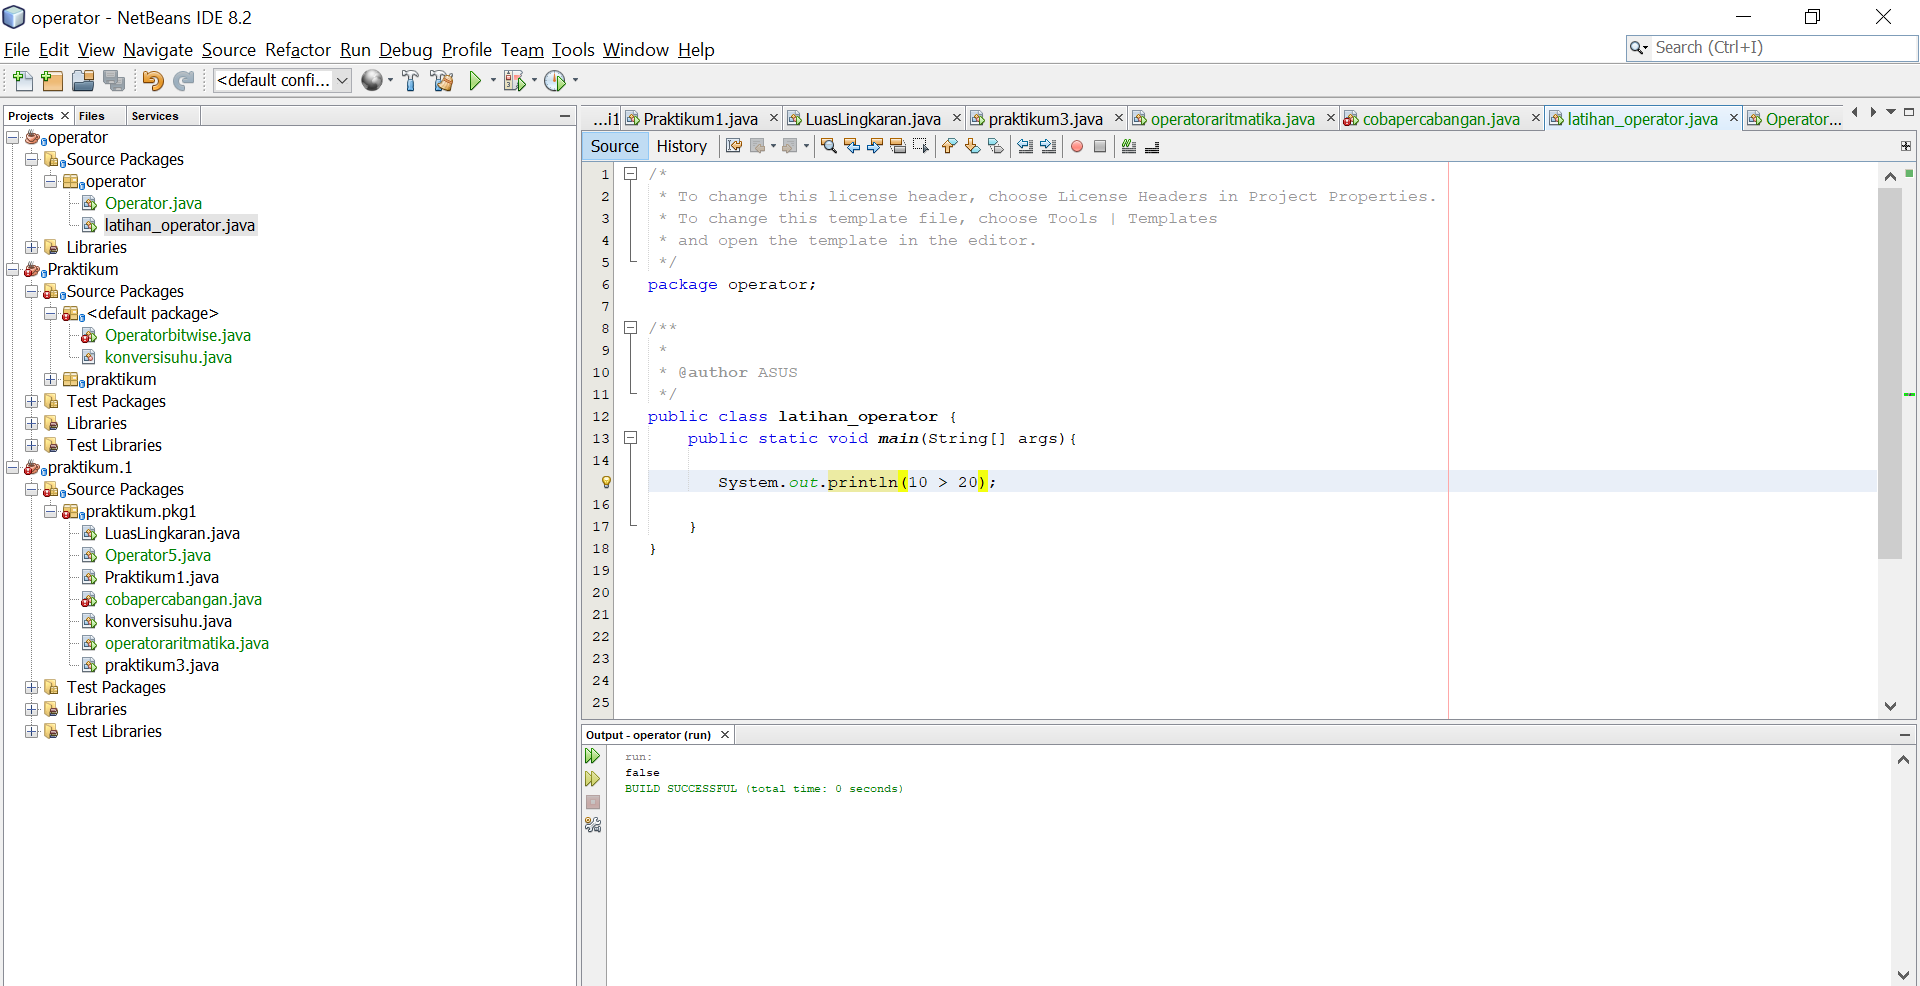 operator - NetBeans IDE 8.2
File Edit View Navigate Source Refactor Run Debug Profile Team Tools Window Help
Search (Ctrl+I)
<default confi...
Projects
Files
Services
operator
Source Packages
operator
Operator.java
latihan_operator.java
Libraries
Praktikum
Source Packages
<default package>
Operatorbitwise.java
konversisuhu.java
praktikum
Test Packages
Libraries
Test Libraries
praktikum.1
Source Packages
praktikum.pkg1
LuasLingkaran.java
Operator5.java
Praktikum1.java
cobapercabangan.java
konversisuhu.java
operatoraritmatika.java
praktikum3.java
Test Packages
Libraries
Test Libraries
...i1 Praktikum1.java LuasLingkaran.java praktikum3.java operatoraritmatika.java cobapercabangan.java latihan_operator.java Operator...
Source History
1 /*
2 * To change this license header, choose License Headers in Project Properties.
3 * To change this template file, choose Tools | Templates
4 * and open the template in the editor.
5 */
6 package operator;
7
8 /**
9 *
10 * @author ASUS
11 */
12 public class latihan_operator {
13 public static void main(String[] args){
14
System.out.println(10 > 20);
16
17 }
18 }
19
20
21
22
23
24
25
Output - operator (run)
run:
false
BUILD SUCCESSFUL (total time: 0 seconds)